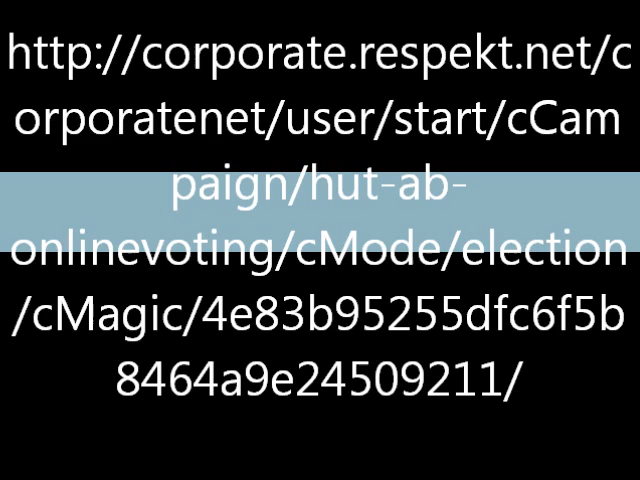 http://corporate.respekt.net/c
orporatenet/user/start/cCam
paign/hut-ab-
onlinevoting/cMode/election
/cMagic/4e83b95255dfc6f5b
8464a9e24509211/